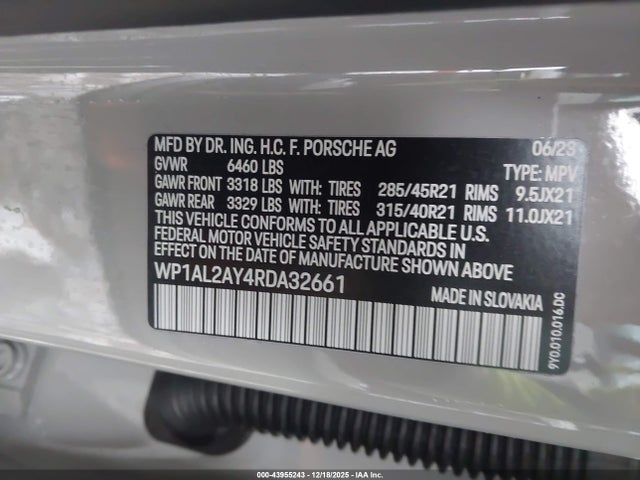 MFD BY DR. ING. H.C. F. PORSCHE AG 06/23
GVWR 6460 LBS TYPE: MPV
GAWR FRONT 3318 LBS WITH: TIRES 285/45R21 RIMS 9.5JX21
GAWR REAR 3329 LBS WITH: TIRES 315/40R21 RIMS 11.0JX21
THIS VEHICLE CONFORMS TO ALL APPLICABLE U.S.
FEDERAL MOTOR VEHICLE SAFETY STANDARDS IN
EFFECT ON THE DATE OF MANUFACTURE SHOWN ABOVE
WP1AL2AY4RDA32661
MADE IN SLOVAKIA
9Y0.010.016.DO
000-43955243 - 12/18/2025 - IAA Inc.